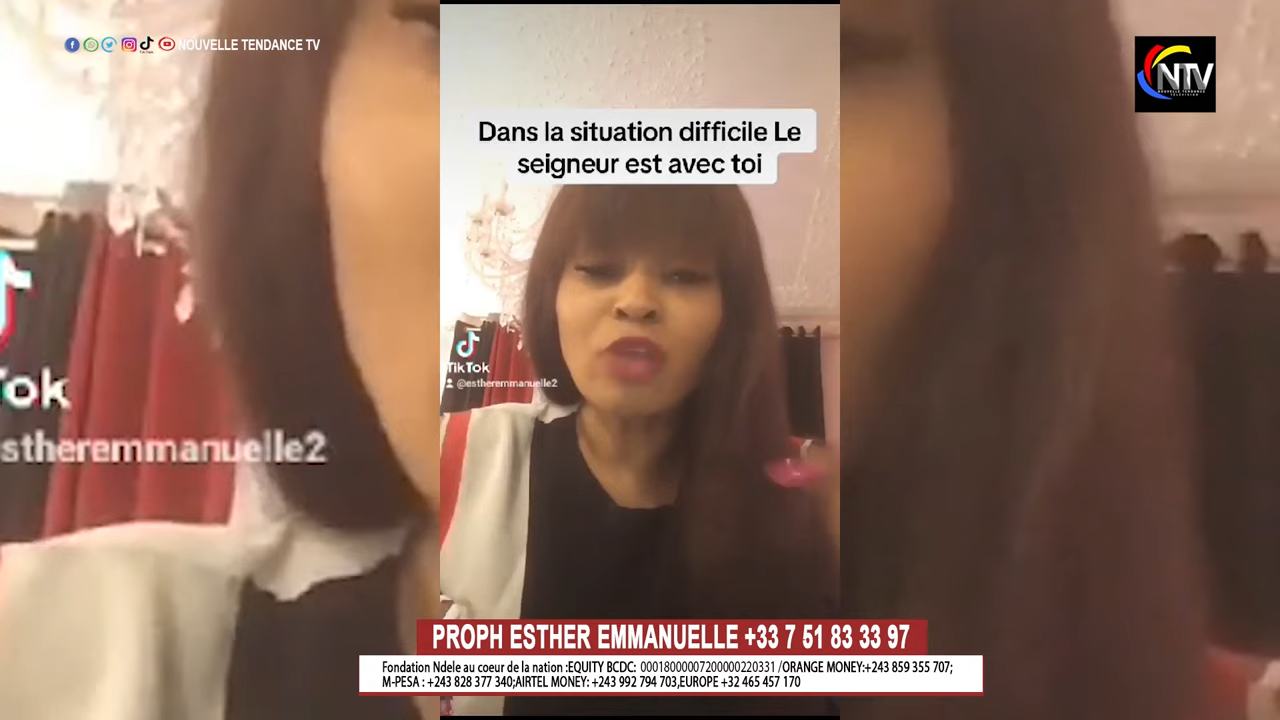 NOUVELLE TENDANCE TV
NTV
NOUVELLE TENDANCE
TÉLÉVISION
Dans la situation difficile Le
seigneur est avec toi
TikTok
@estheremmanuelle2
Tok
stheremmanuelle2
PROPH ESTHER EMMANUELLE +33 7 51 83 33 97
Fondation Ndele au coeur de la nation :EQUITY BCDC: 00018000007200000220331 /ORANGE MONEY:+243 859 355 707;
M-PESA : +243 828 377 340;AIRTEL MONEY: +243 992 794 703,EUROPE +32 465 457 170